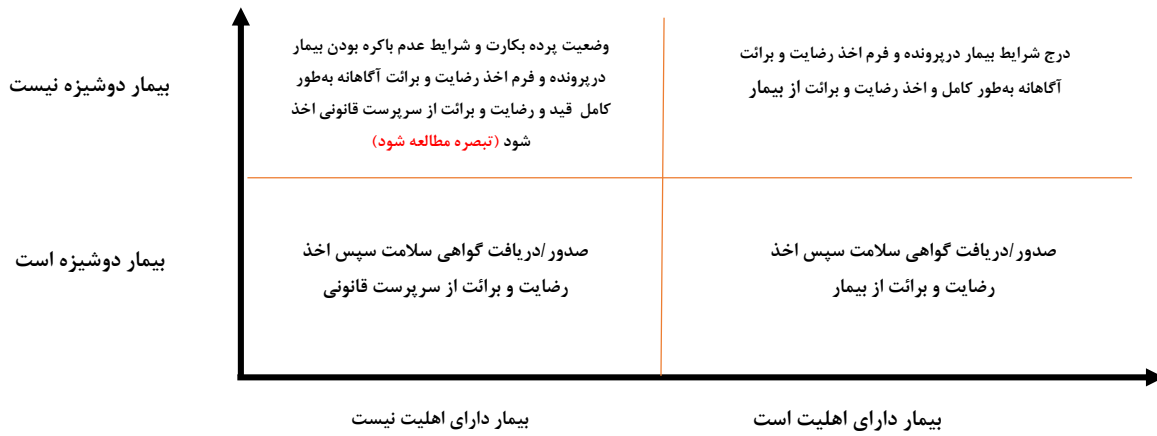 بیمار دوشیزه نیست
درج شرایط بیمار درپرونده و فرم اخذ رضایت و برائت
آگاهانه به‌طور کامل و اخذ رضایت و برائت از بیمار
وضعیت پرده بکارت و شرایط عدم باکره بودن بیمار
درپرونده و فرم اخذ رضایت و برائت آگاهانه به‌طور
کامل قید و رضایت و برائت از سرپرست قانونی اخذ
شود (تبصره مطالعه شود)
بیمار دوشیزه است
صدور/دریافت گواهی سلامت سپس اخذ
رضایت و برائت از بیمار
صدور/دریافت گواهی سلامت سپس اخذ
رضایت و برائت از سرپرست قانونی
بیمار دارای اهلیت است
بیمار دارای اهلیت نیست